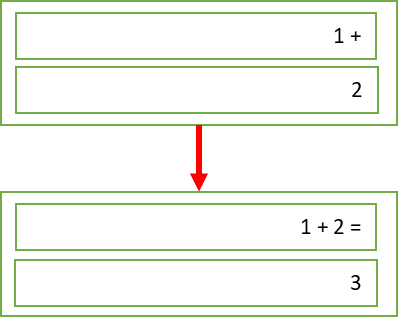 1 +
2
1 + 2 =
3